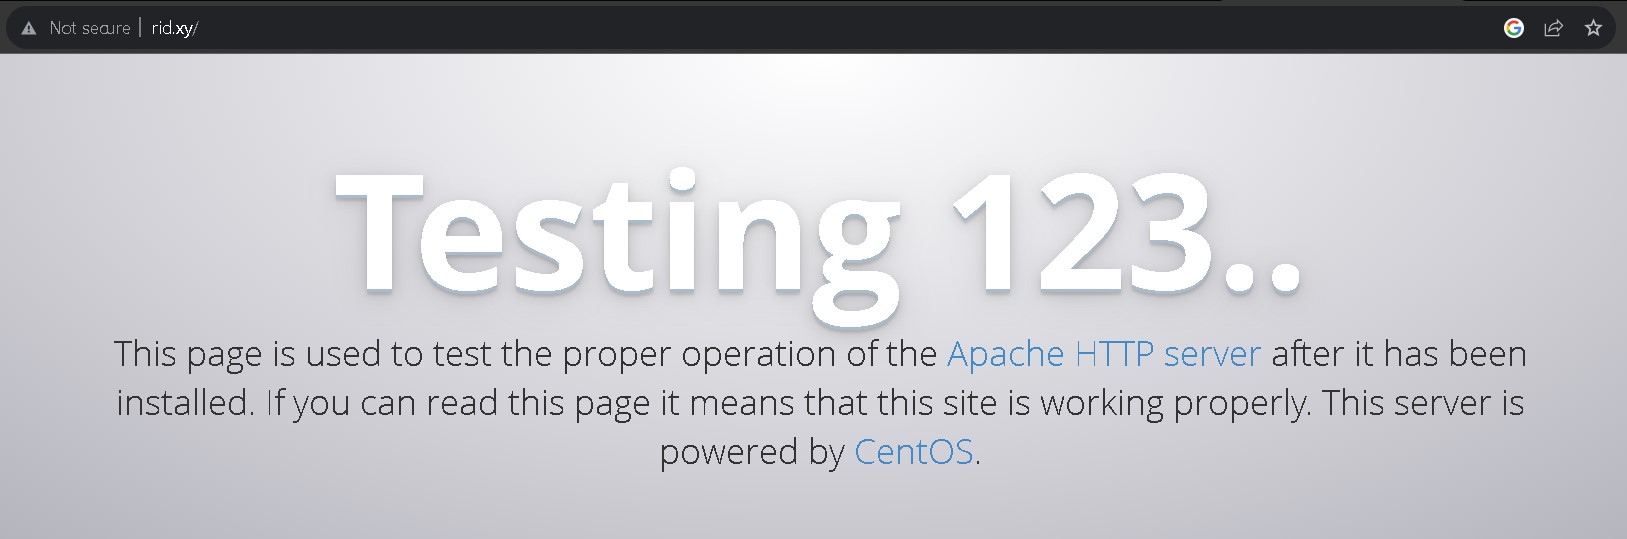 Not secure | rid.xy/
Testing 123..
This page is used to test the proper operation of the Apache HTTP server after it has been
installed. If you can read this page it means that this site is working properly. This server is
powered by CentOS.